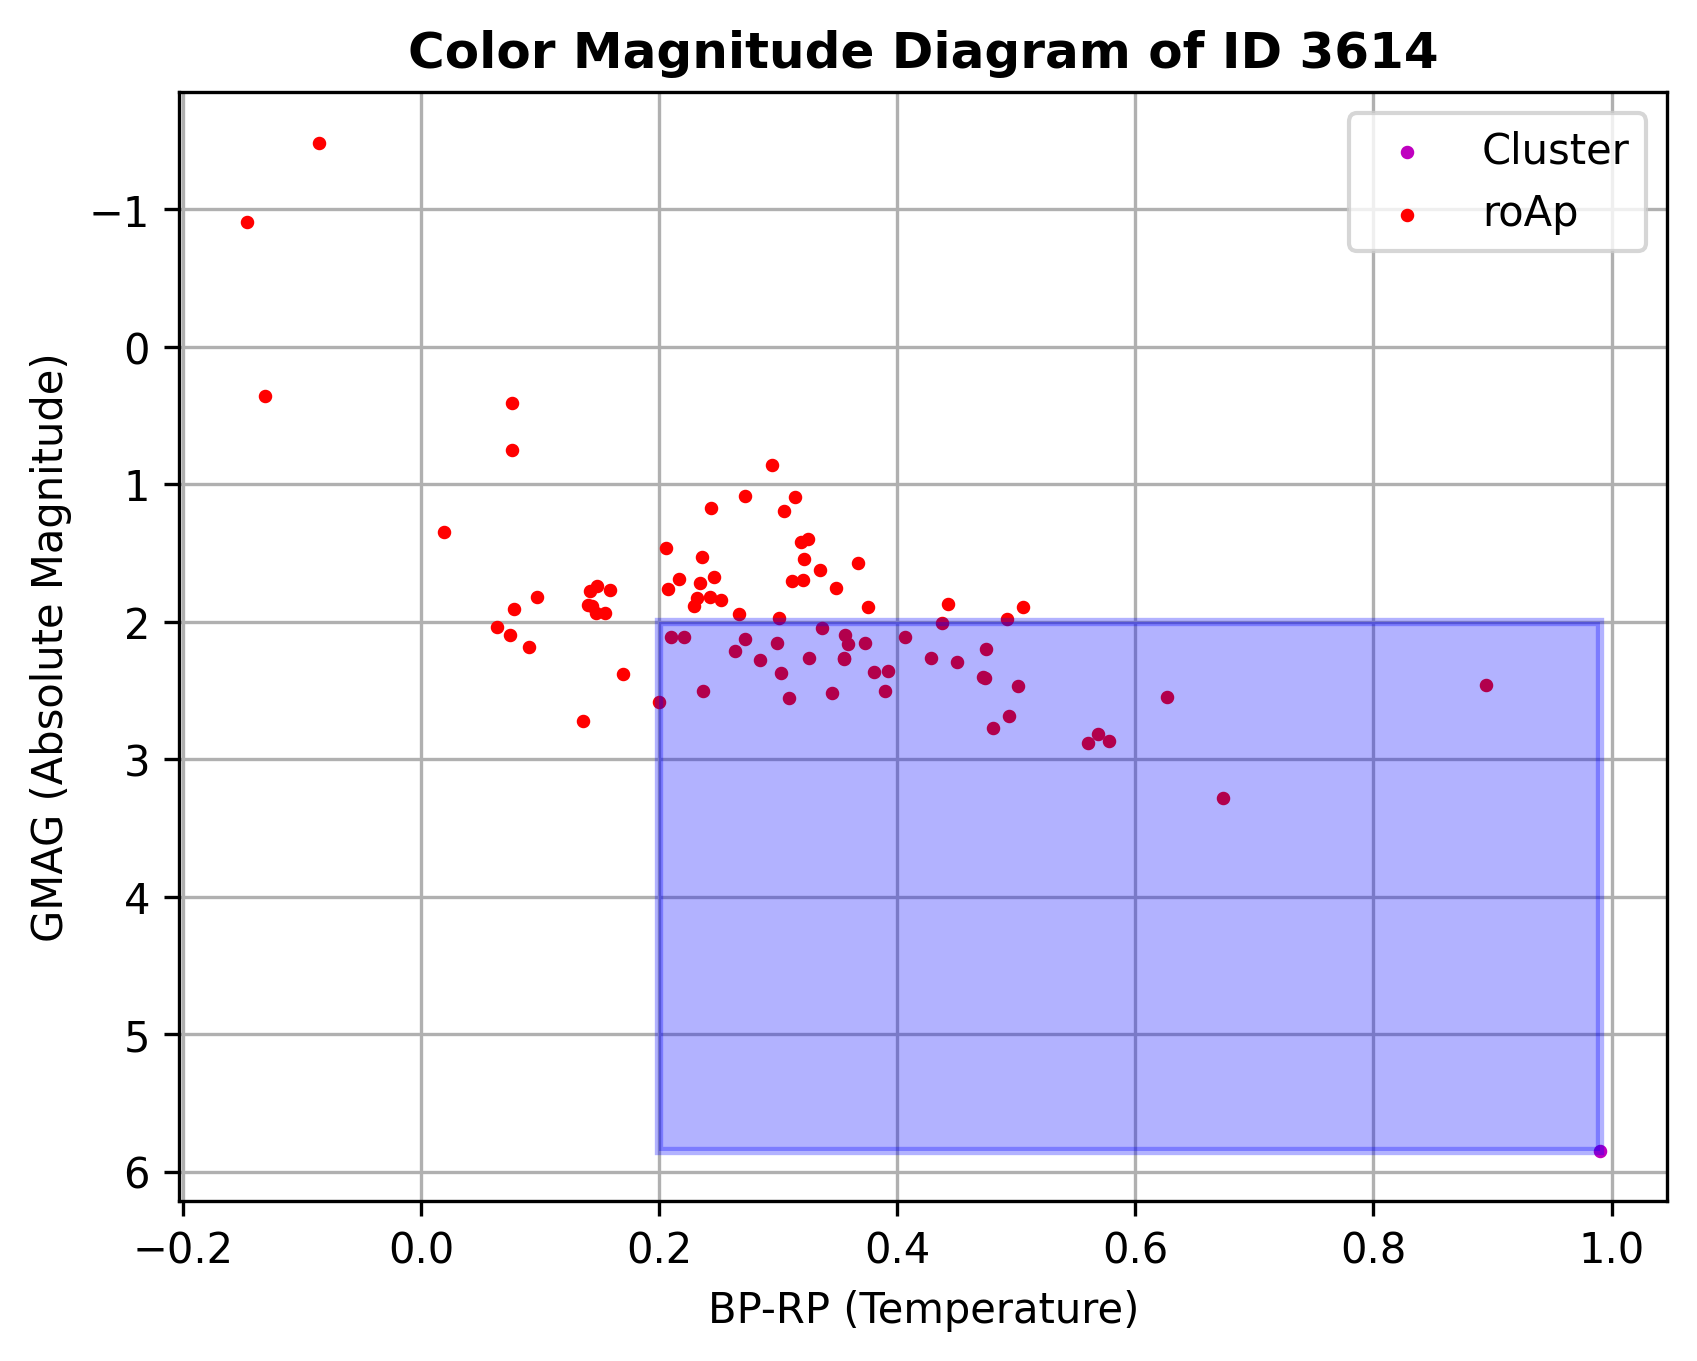 Color Magnitude Diagram of ID 3614
Cluster
roAp
GMAG (Absolute Magnitude)
−1
0
1
2
3
4
5
6
−0.2 0.0 0.2 0.4 0.6 0.8 1.0
BP-RP (Temperature)